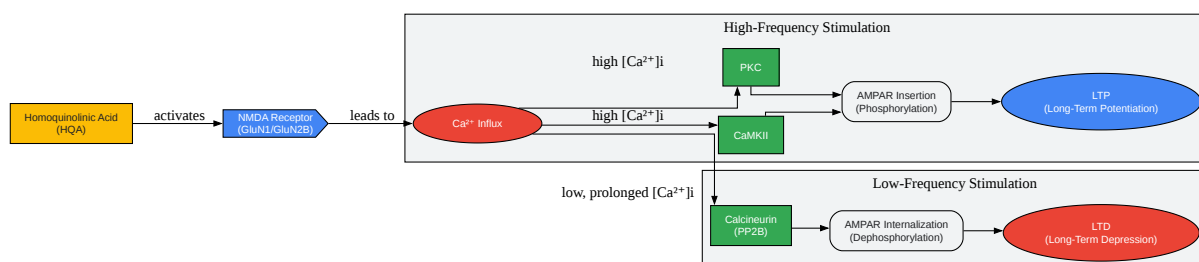 High-Frequency Stimulation
high [Ca²⁺]i
PKC
Homoquinolinic Acid
(HQA)
activates
NMDA Receptor
(GluN1/GluN2B)
leads to
Ca²⁺ Influx
high [Ca²⁺]i
CaMKII
AMPAR Insertion
(Phosphorylation)
LTP
(Long-Term Potentiation)
low, prolonged [Ca²⁺]i
Low-Frequency Stimulation
Calcineurin
(PP2B)
AMPAR Internalization
(Dephosphorylation)
LTD
(Long-Term Depression)